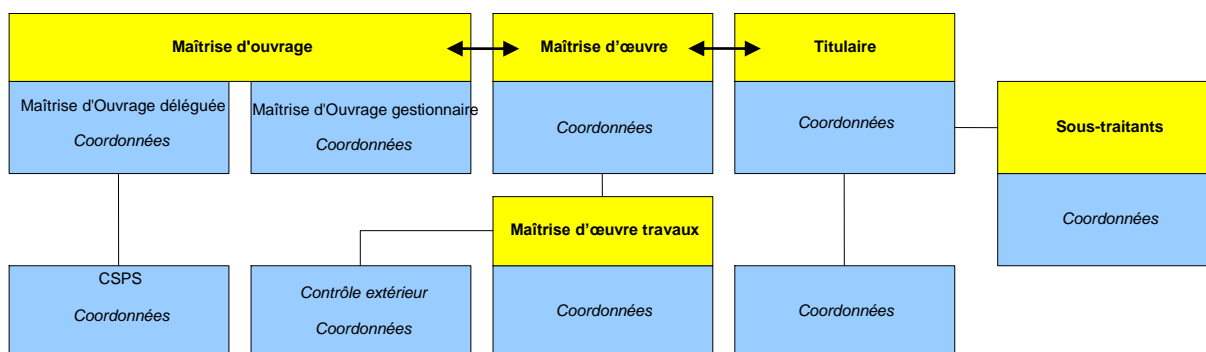 Maîtrise d'ouvrage
Maîtrise d’œuvre
Titulaire
Maîtrise d'Ouvrage déléguée
Coordonnées
Maîtrise d'Ouvrage gestionnaire
Coordonnées
Coordonnées
Coordonnées
Sous-traitants
Coordonnées
Maîtrise d’œuvre travaux
CSPS
Coordonnées
Contrôle extérieur
Coordonnées
Coordonnées
Coordonnées